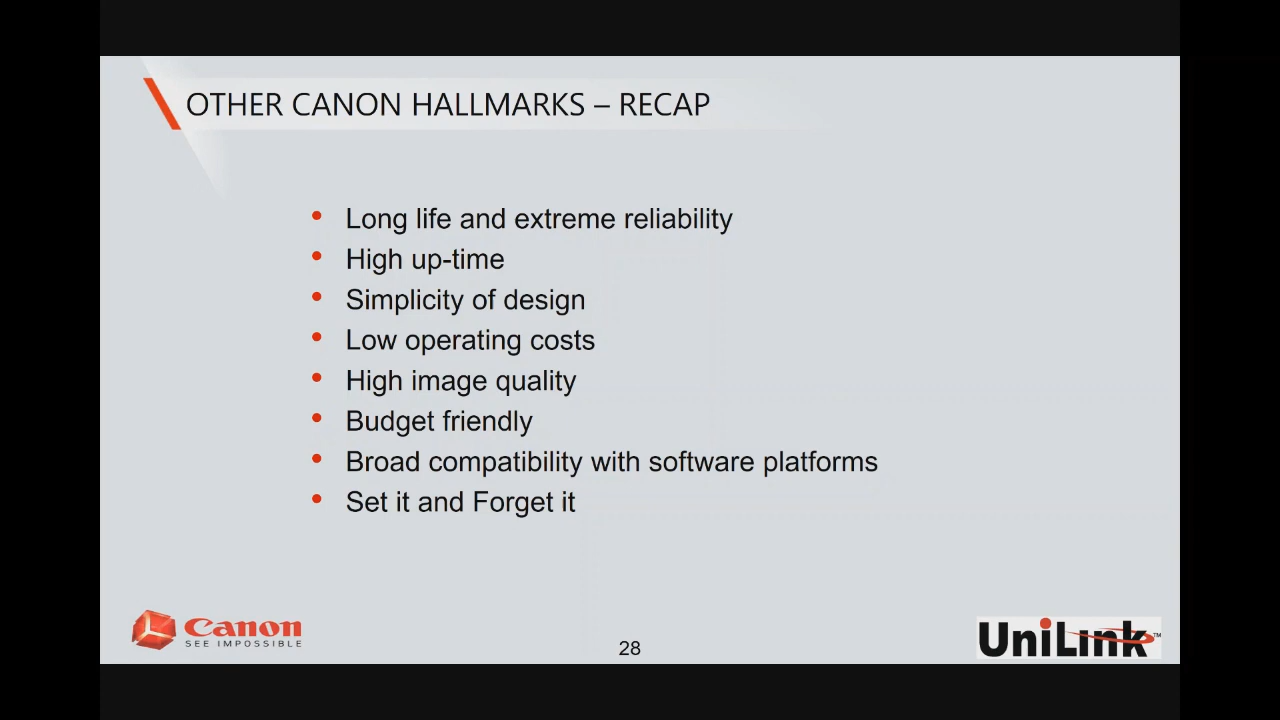 OTHER CANON HALLMARKS – RECAP
• Long life and extreme reliability
• High up-time
• Simplicity of design
• Low operating costs
• High image quality
• Budget friendly
• Broad compatibility with software platforms
• Set it and Forget it
Canon
SEE IMPOSSIBLE
28
UniLink™